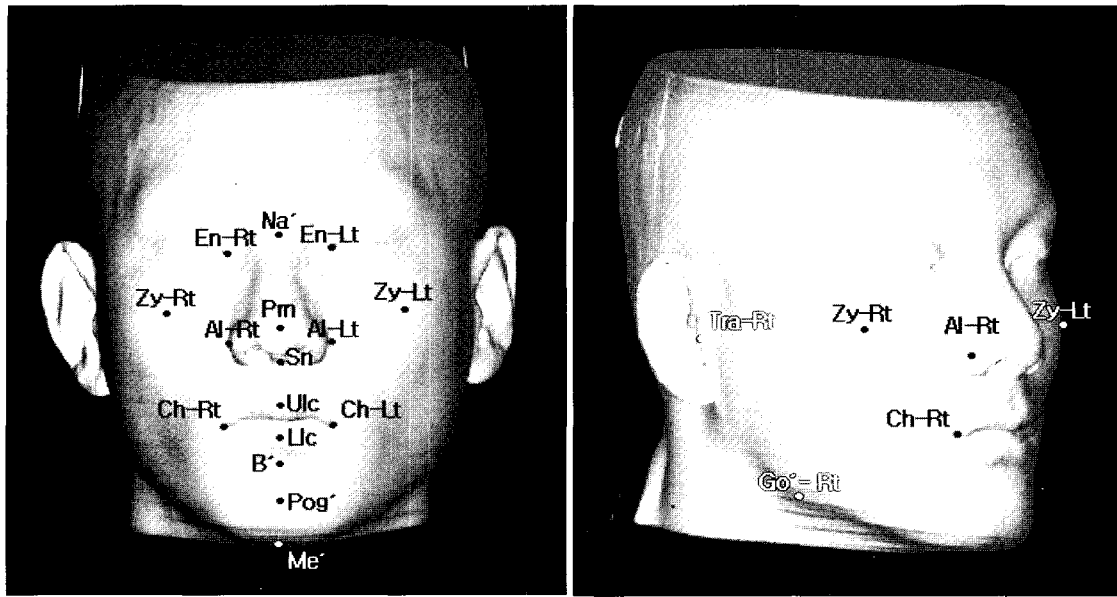 Na´
En-Rt
En-Lt
Zy-Rt
Zy-Lt
Prn
Al-Rt
Al-Lt
Sn
Ulc
Ch-Rt
Ch-Lt
Llc
B´
Pog´
Me´
Tra-Rt
Zy-Rt
Zy-Lt
Al-Rt
Ch-Rt
Go´- Rt